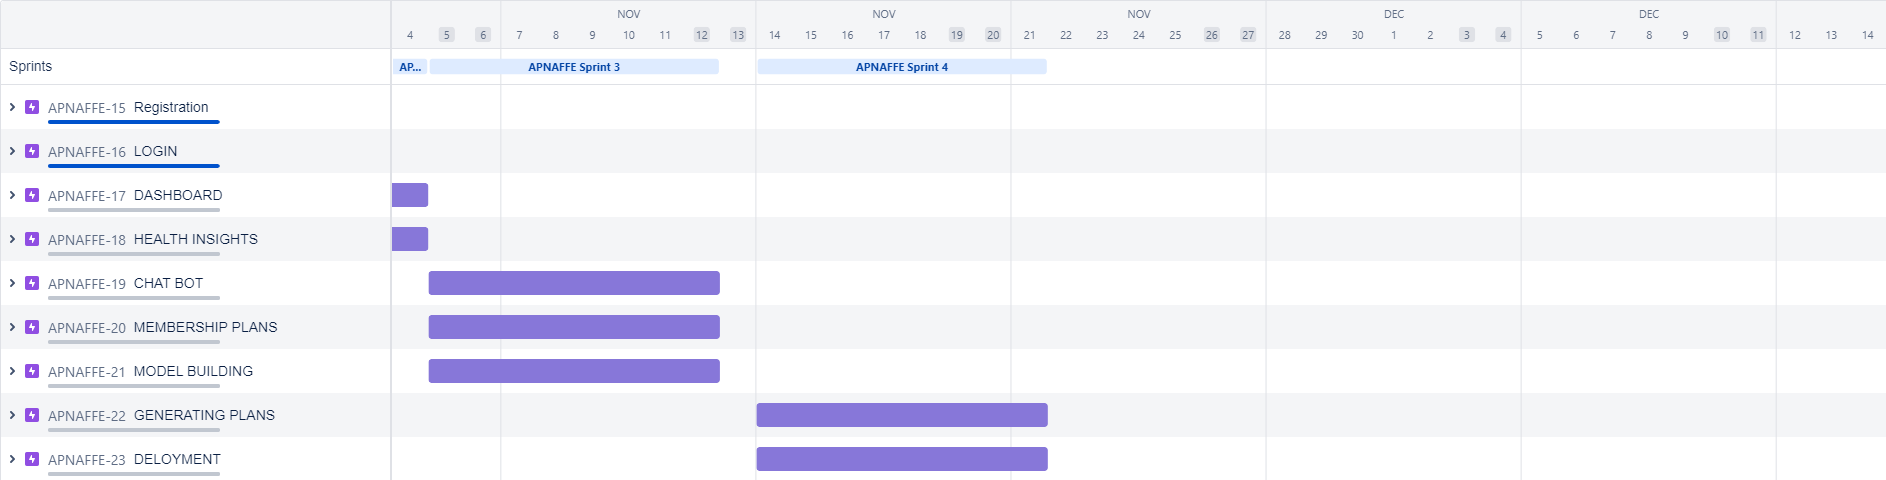 NOV NOV NOV DEC DEC
4 5 6 7 8 9 10 11 12 13 14 15 16 17 18 19 20 21 22 23 24 25 26 27 28 29 30 1 2 3 4 5 6 7 8 9 10 11 12 13 14
Sprints AP... APNAFFE Sprint 3 APNAFFE Sprint 4
APNAFFE-15 Registration
APNAFFE-16 LOGIN
APNAFFE-17 DASHBOARD
APNAFFE-18 HEALTH INSIGHTS
APNAFFE-19 CHAT BOT
APNAFFE-20 MEMBERSHIP PLANS
APNAFFE-21 MODEL BUILDING
APNAFFE-22 GENERATING PLANS
APNAFFE-23 DELOYMENT